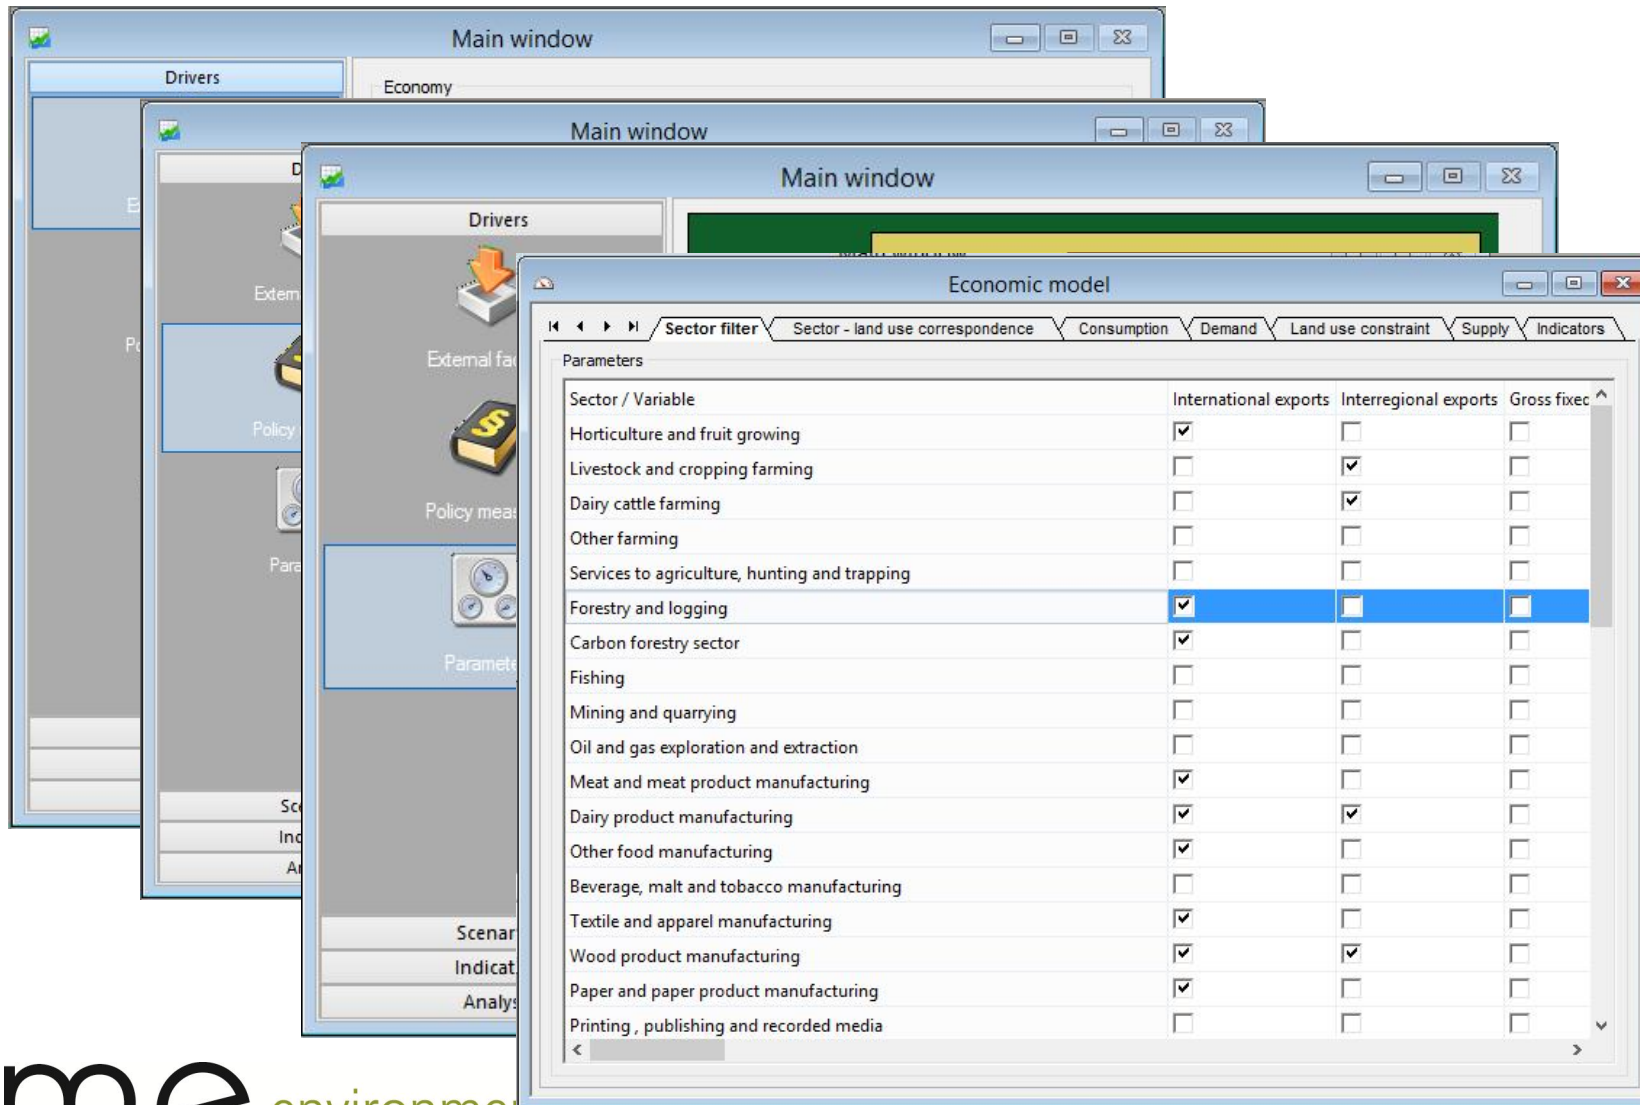 Main window
Drivers
Economy
Main window
Main window
Drivers
Economic model
Sector filter Sector - land use correspondence Consumption Demand Land use constraint Supply Indicators
Parameters
Sector / Variable International exports Interregional exports Gross fixed
Horticulture and fruit growing
Livestock and cropping farming
Dairy cattle farming
Other farming
Services to agriculture, hunting and trapping
Forestry and logging
Carbon forestry sector
Fishing
Mining and quarrying
Oil and gas exploration and extraction
Meat and meat product manufacturing
Dairy product manufacturing
Other food manufacturing
Beverage, malt and tobacco manufacturing
Textile and apparel manufacturing
Wood product manufacturing
Paper and paper product manufacturing
Printing , publishing and recorded media
External fac
Policy meas
Paramete
Scenar
Indicat
Analys
Extern
Policy
Para
Sce
Ind
me environme